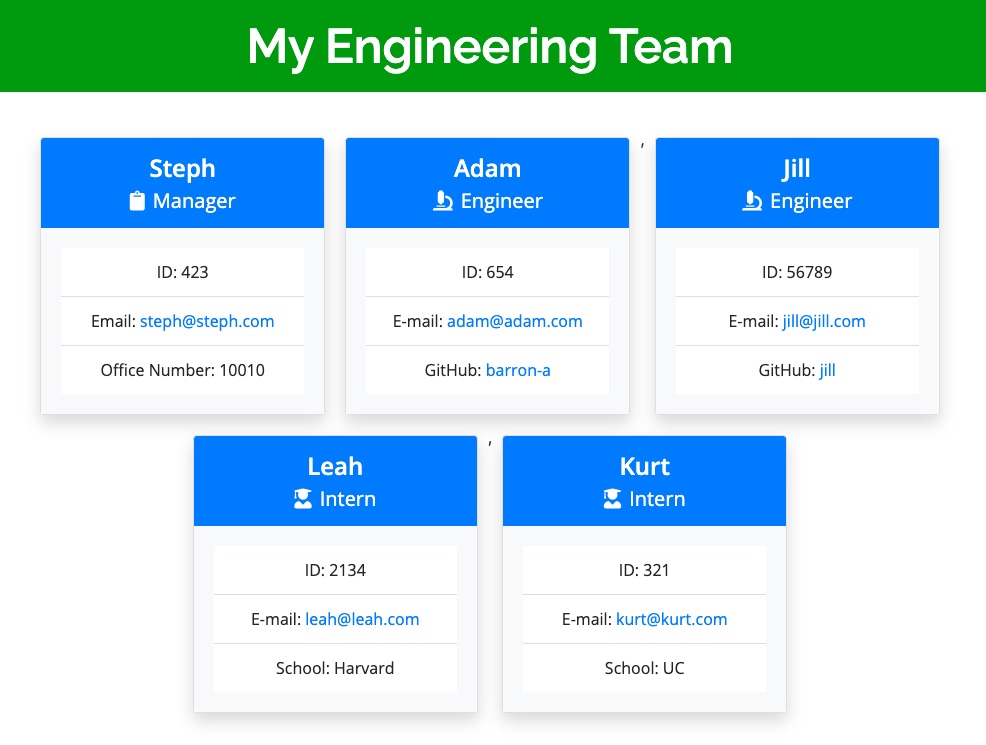 My Engineering Team
Steph
Manager
ID: 423
Email: steph@steph.com
Office Number: 10010
Adam
Engineer
ID: 654
E-mail: adam@adam.com
GitHub: barron-a
,
Jill
Engineer
ID: 56789
E-mail: jill@jill.com
GitHub: jill
Leah
Intern
ID: 2134
E-mail: leah@leah.com
School: Harvard
,
Kurt
Intern
ID: 321
E-mail: kurt@kurt.com
School: UC